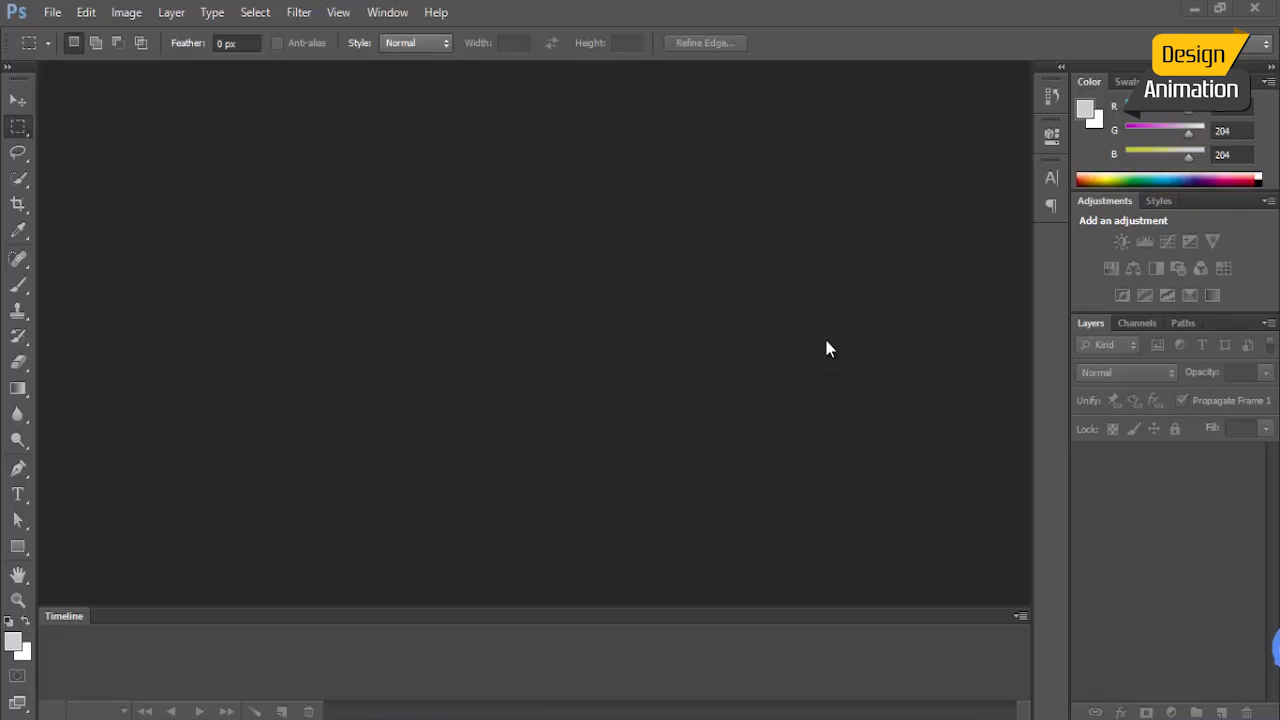 Ps File Edit Image Layer Type Select Filter View Window Help
Feather: 0 px Anti-alias Style: Normal Width: Height: Refine Edge...
Design
Animation
Color
R
G 204
B 204
Adjustments Styles
Add an adjustment
Layers Channels Paths
Kind
Normal Opacity:
Unify: Propagate Frame 1
Lock: Fill:
Timeline